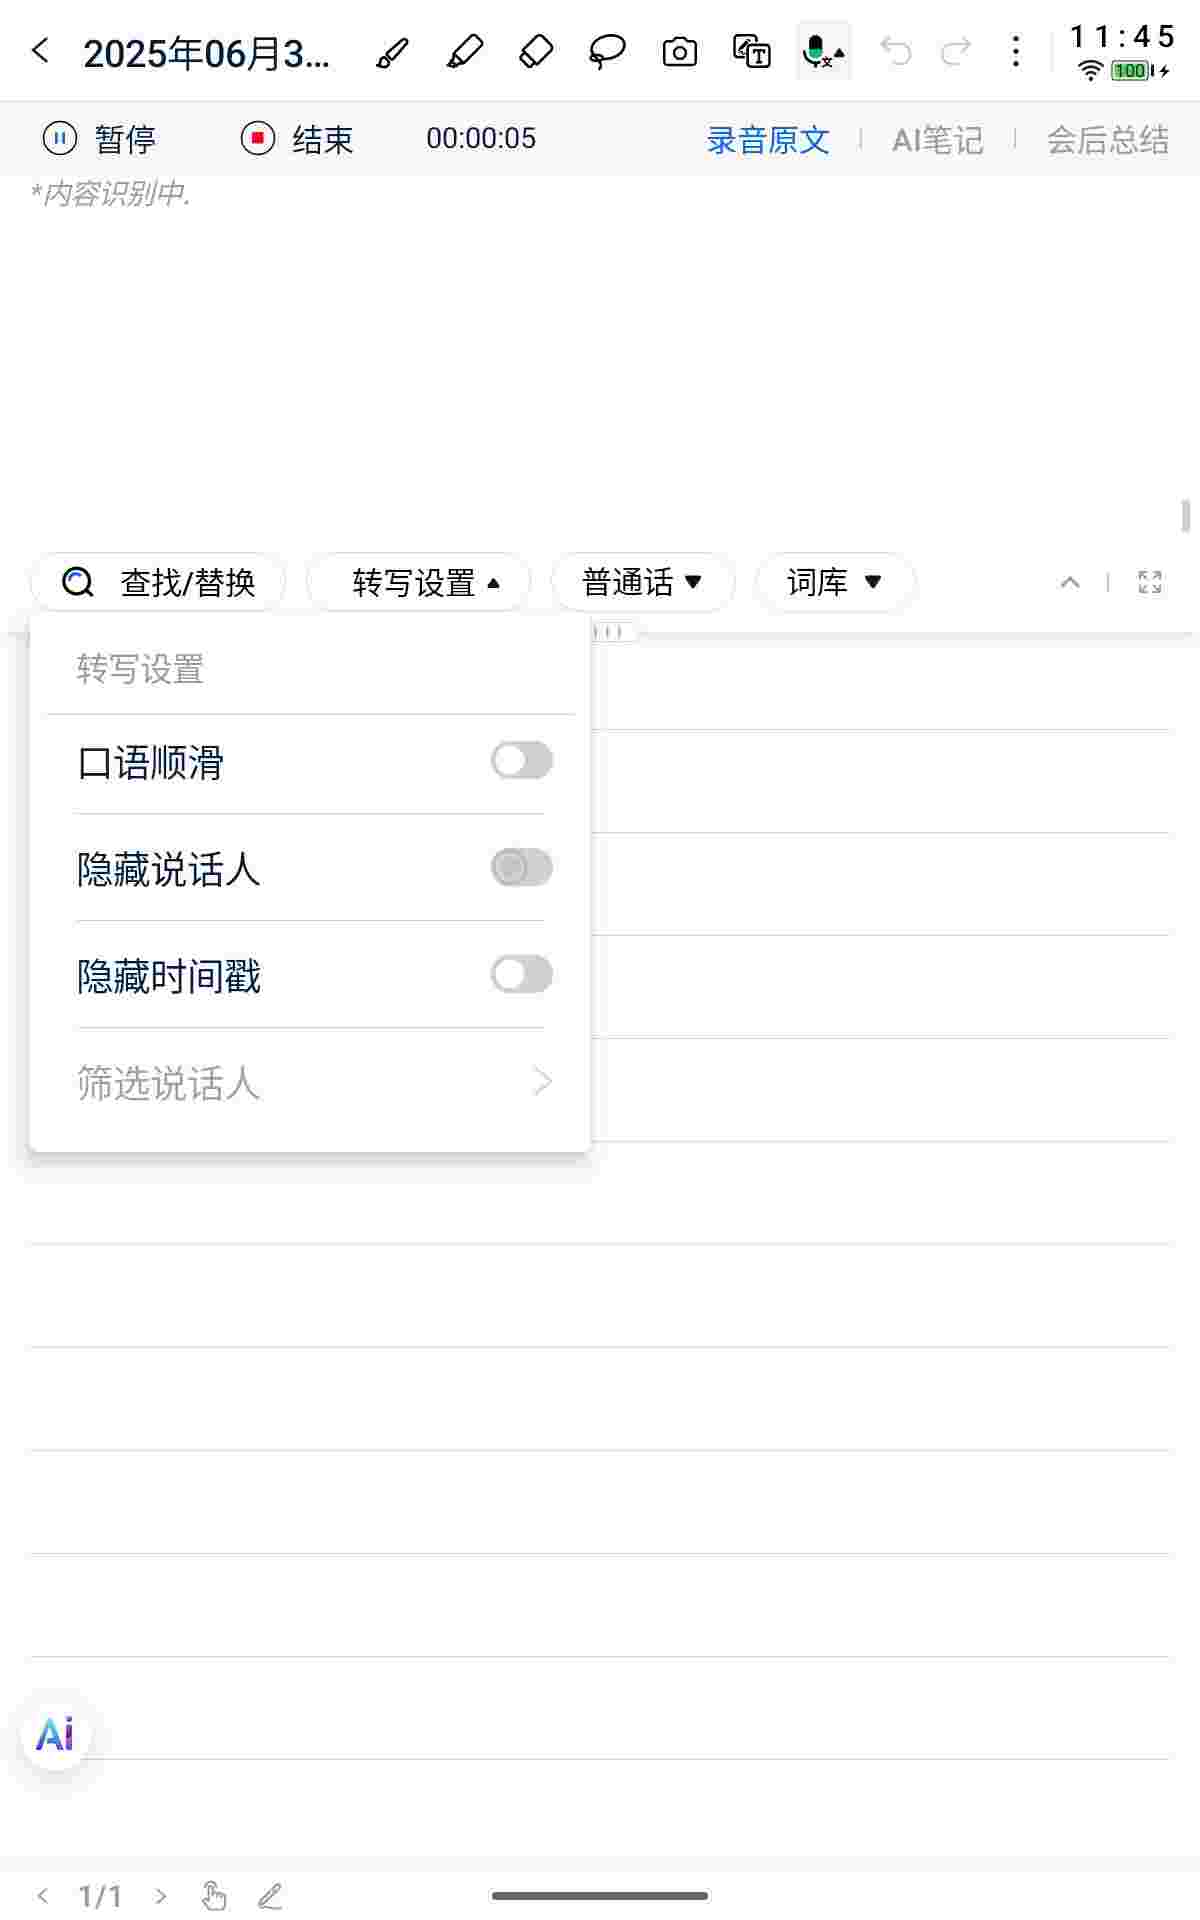 2025年06月3...
11:45
100
暂停
结束
00:00:05
录音原文
AI笔记
会后总结
*内容识别中.
查找/替换
转写设置
普通话
词库
转写设置
口语顺滑
隐藏说话人
隐藏时间戳
筛选说话人
Ai
1/1